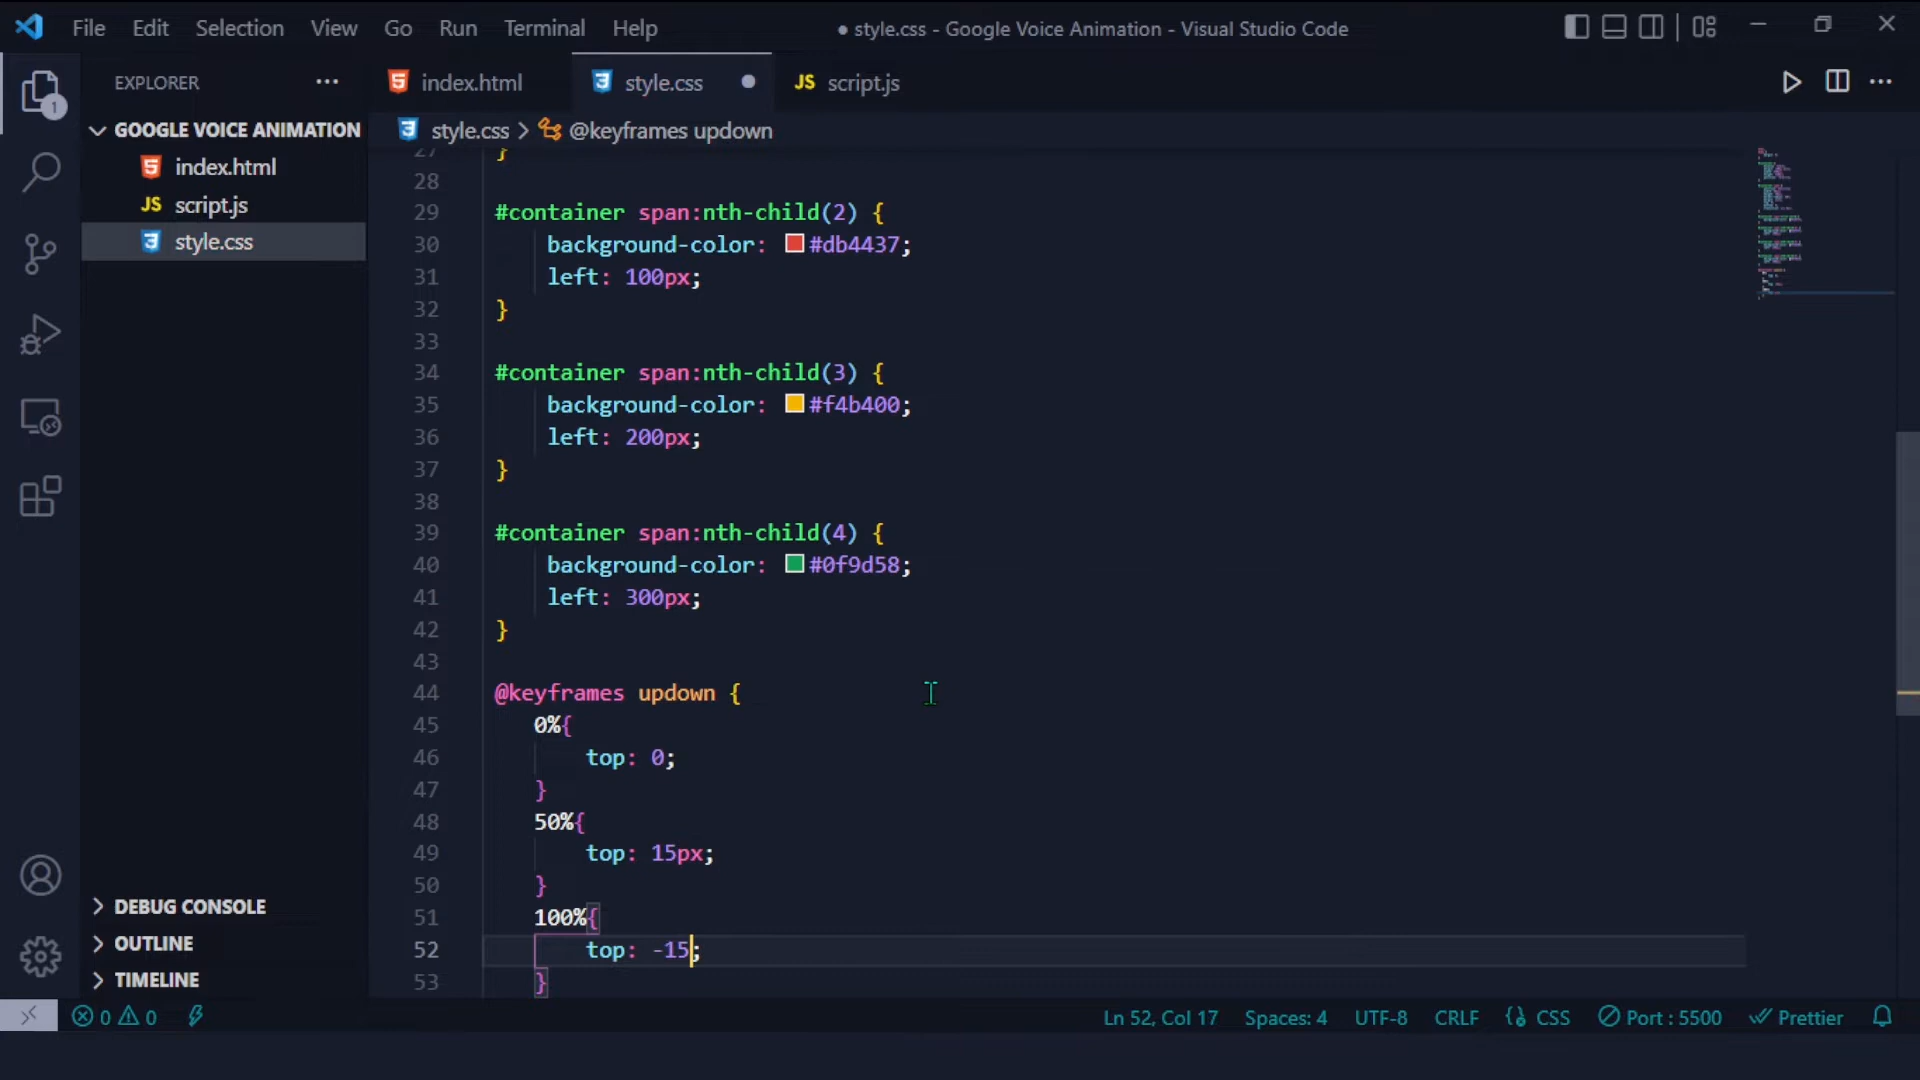 File Edit Selection View Go Run Terminal Help ● style.css - Google Voice Animation - Visual Studio Code
EXPLORER ···
index.html
style.css ●
JS script.js
1
GOOGLE VOICE ANIMATION
index.html
JS script.js
style.css
style.css > @keyframes updown
27 }
28
29 #container span:nth-child(2) {
30 background-color: #db4437;
31 left: 100px;
32 }
33
34 #container span:nth-child(3) {
35 background-color: #f4b400;
36 left: 200px;
37 }
38
39 #container span:nth-child(4) {
40 background-color: #0f9d58;
41 left: 300px;
42 }
43
44 @keyframes updown {
45 0%{
46 top: 0;
47 }
48 50%{
49 top: 15px;
50 }
51 100%{
52 top: -15;
53 }
DEBUG CONSOLE
OUTLINE
TIMELINE
0 0 Ln 52, Col 17 Spaces: 4 UTF-8 CRLF CSS Port : 5500 Prettier